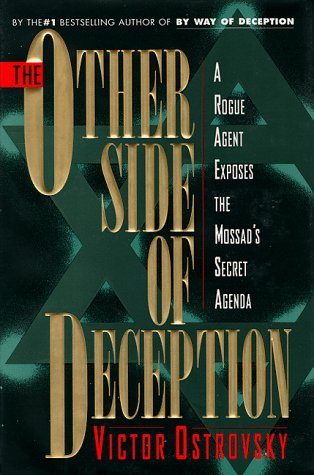 BY THE #1 BESTSELLING AUTHOR OF BY WAY OF DECEPTION
THE
OTHER
SIDE
OF
DECEPTION
A
ROGUE
AGENT
EXPOSES
THE
MOSSAD'S
SECRET
AGENDA
VICTOR OSTROVSKY